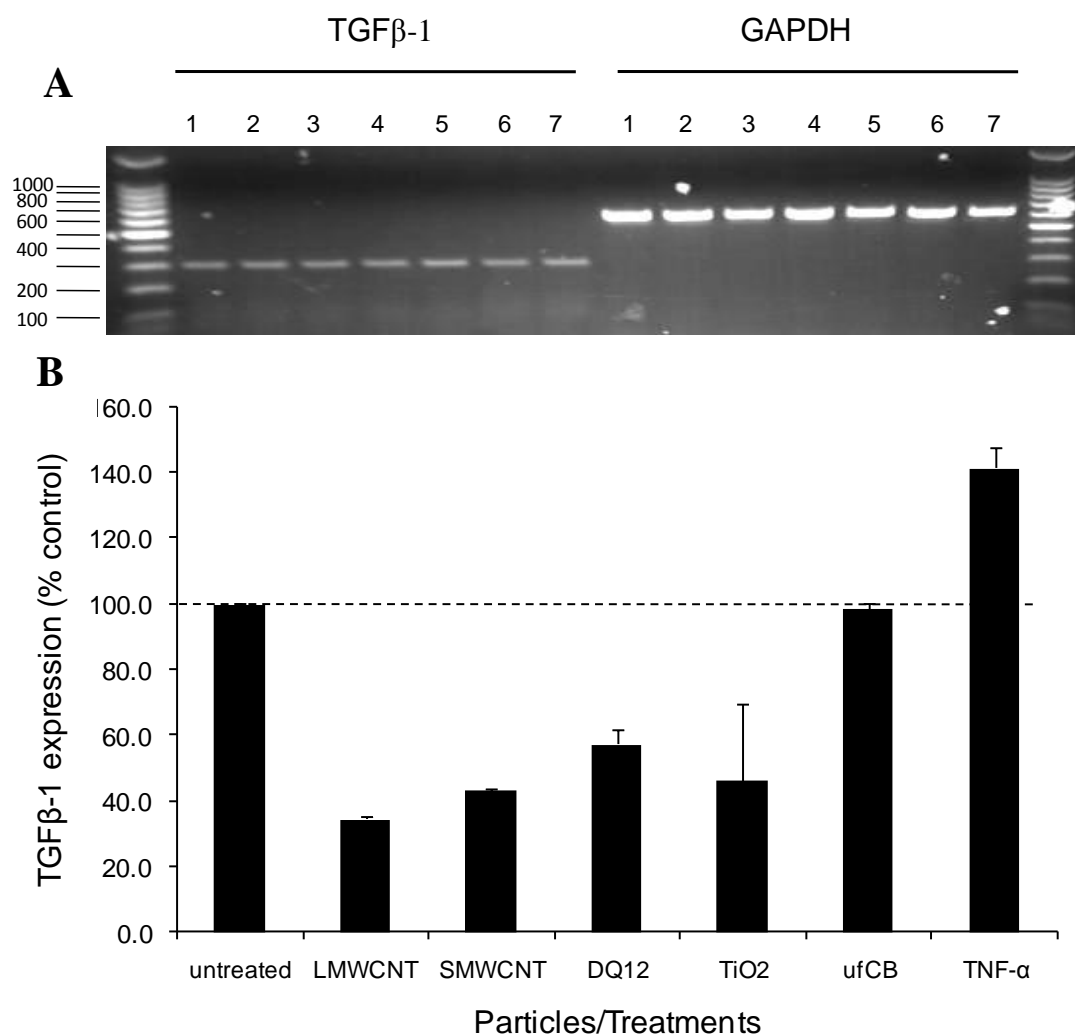 TGFβ-1 GAPDH
A
1 2 3 4 5 6 7 1 2 3 4 5 6 7
1000
800
600
400
200
100
B
60.0
140.0
120.0
100.0
80.0
60.0
40.0
20.0
0.0
TGFβ-1 expression (% control)
untreated LMWCNT SMWCNT DQ12 TiO2 ufCB TNF-α
Particles/Treatments